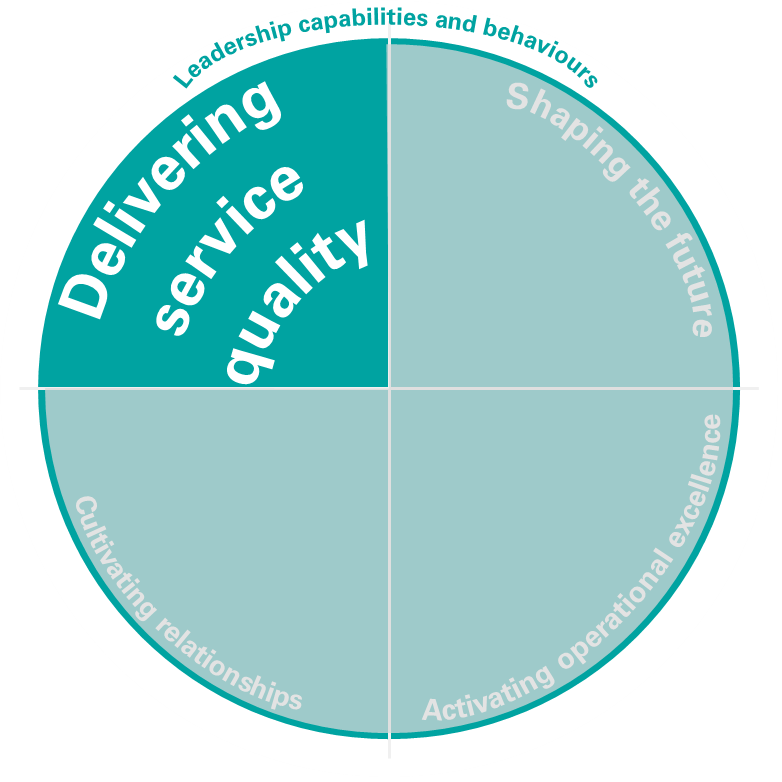 Leadership capabilities and behaviours
Delivering
service
quality
Shaping the future
Cultivating relationships
Activating operational excellence